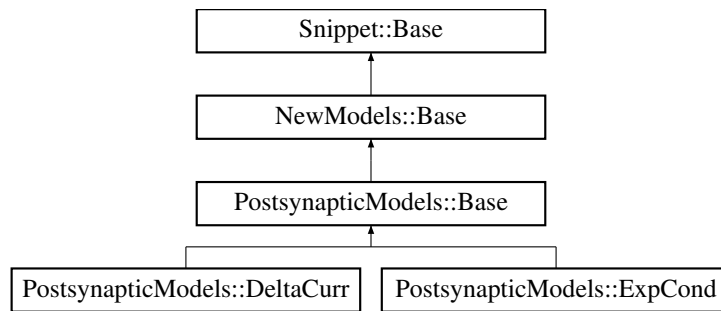 Snippet::Base
NewModels::Base
PostsynapticModels::Base
PostsynapticModels::DeltaCurr
PostsynapticModels::ExpCond